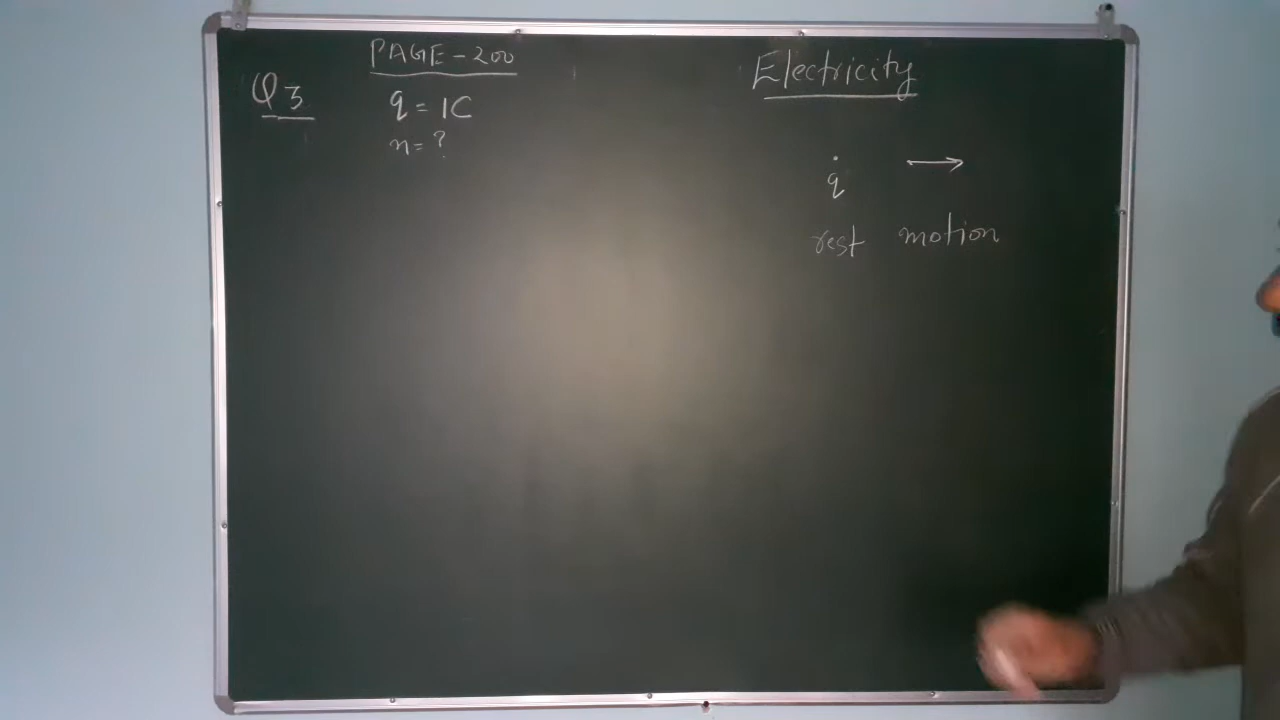 PAGE-200
Q3
q = 1C
n = ?
Electricity
q
rest motion